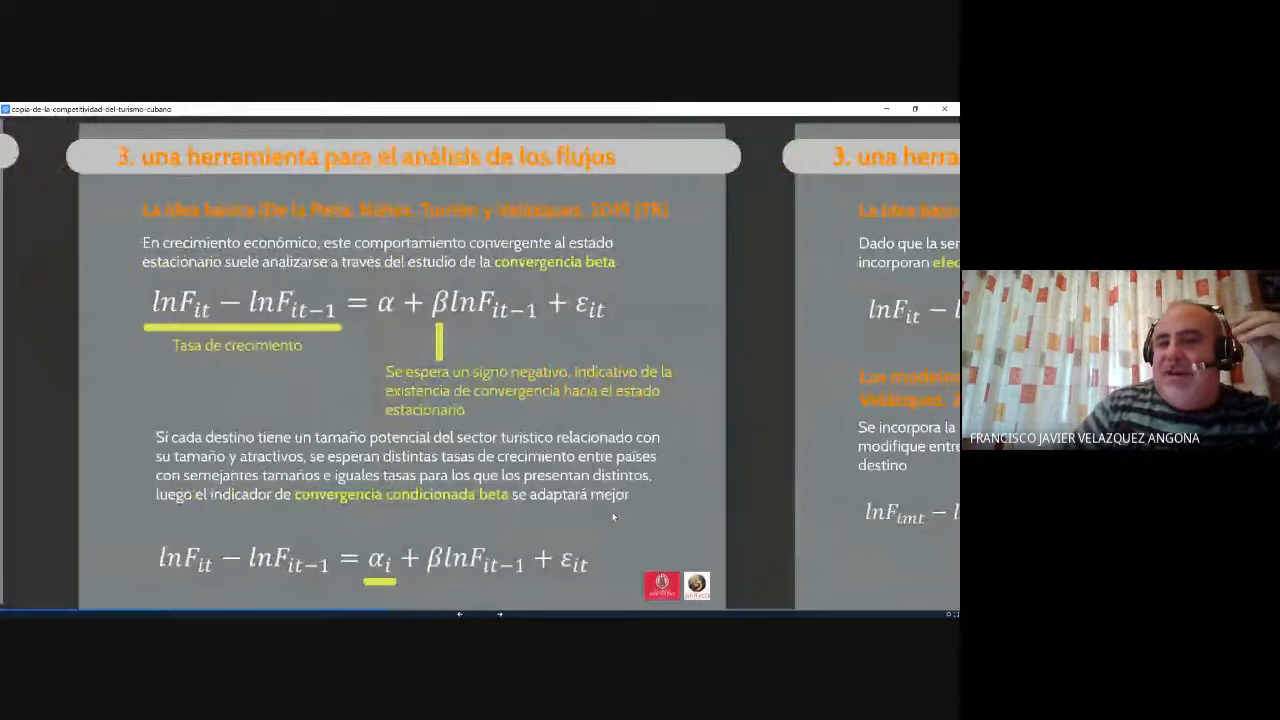 copia-de-la-competitividad-del-turismo-cubano
3. una herramienta para el análisis de los flujos
La idea básica (De la Peña, Núñez, Turrión y Velázquez, 2019 [TR]
En crecimiento económico, este comportamiento convergente al estado
estacionario suele analizarse a través del estudio de la convergencia beta
lnF_it − lnF_it−1 = α + βlnF_it−1 + ε_it
Tasa de crecimiento
Se espera un signo negativo, indicativo de la
existencia de convergencia hacia el estado
estacionario
Si cada destino tiene un tamaño potencial del sector turístico relacionado con
su tamaño y atractivos, se esperan distintas tasas de crecimiento entre países
con semejantes tamaños e iguales tasas para los que los presentan distintos,
luego el indicador de convergencia condicionada beta se adaptará mejor
lnF_it − lnF_it−1 = α_i + βlnF_it−1 + ε_it
3. una herra
La idea bási
Dado que la ser
incorporan efec
lnF_it − l
Los modelos
Velázquez, 2
Se incorpora la
modifique entre
destino
lnF_imt − l
FRANCISCO JAVIER VELAZQUEZ ANGONA